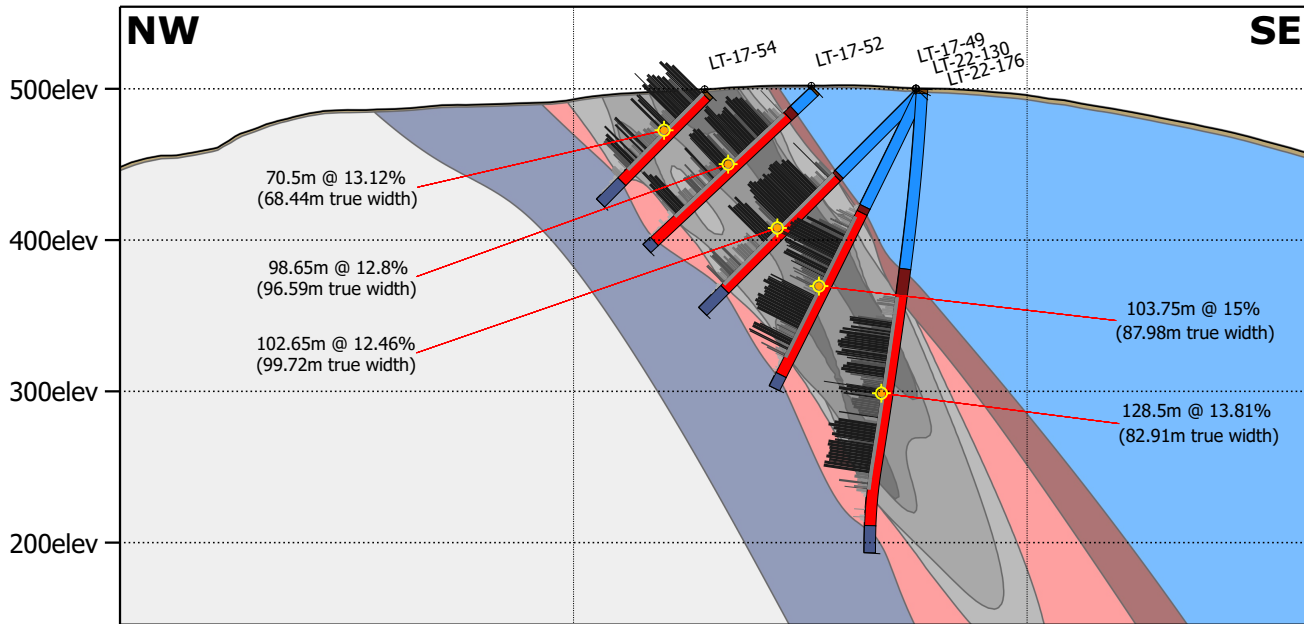 NW
SE
LT-17-54
LT-17-52
LT-17-49
LT-22-130
LT-22-176
500elev
400elev
300elev
200elev
70.5m @ 13.12%
(68.44m true width)
98.65m @ 12.8%
(96.59m true width)
102.65m @ 12.46%
(99.72m true width)
103.75m @ 15%
(87.98m true width)
128.5m @ 13.81%
(82.91m true width)